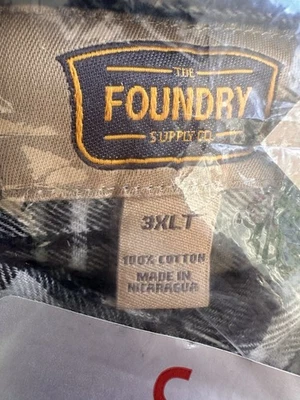 THE
FOUNDRY
SUPPLY CO.
3XLT
100% COTTON
MADE IN
NICARAGUA
C